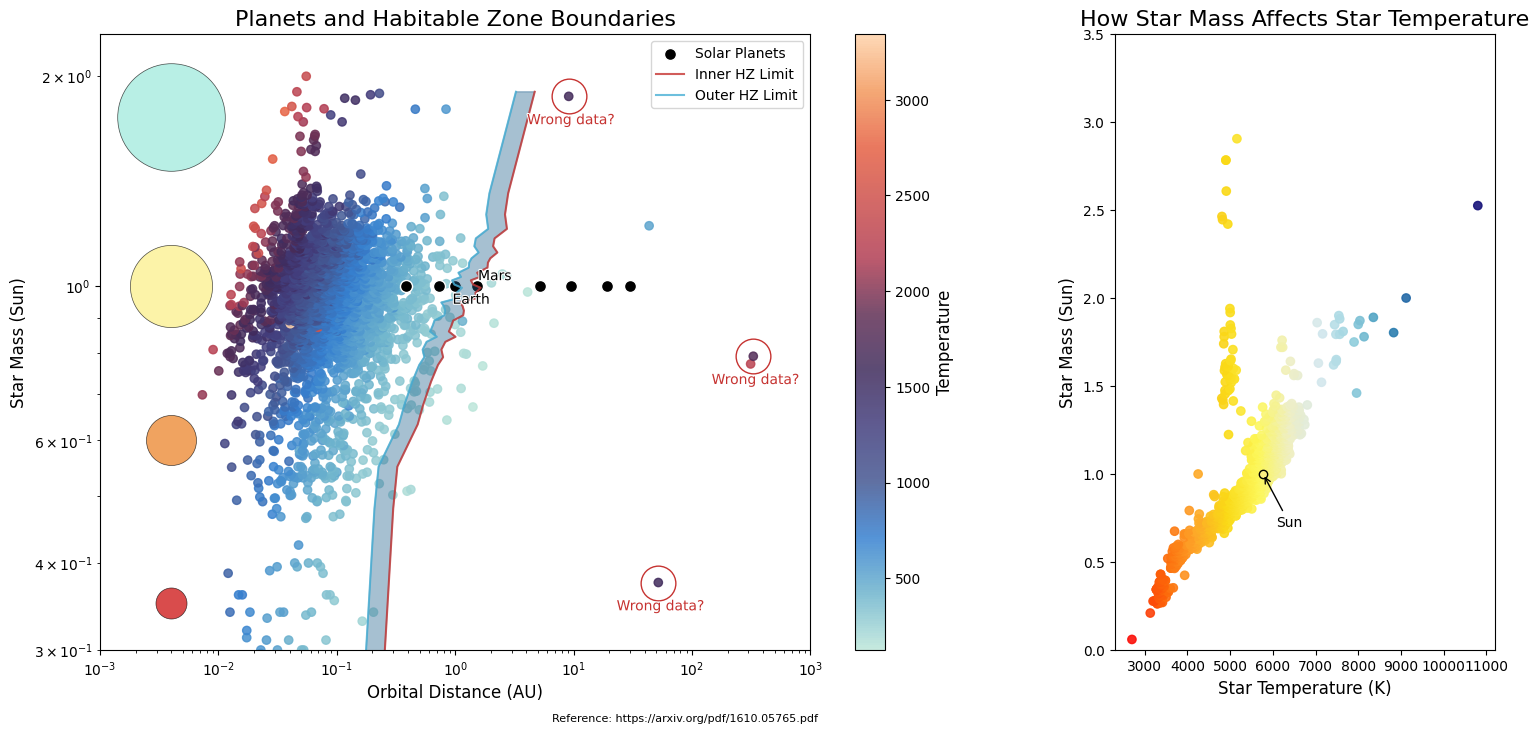 Planets and Habitable Zone Boundaries
Star Mass (Sun)
2 × 10⁰
10⁰
6 × 10⁻¹
4 × 10⁻¹
3 × 10⁻¹
Solar Planets
Inner HZ Limit
Outer HZ Limit
Wrong data?
Mars
Earth
Wrong data?
Wrong data?
10⁻³ 10⁻² 10⁻¹ 10⁰ 10¹ 10² 10³
Orbital Distance (AU)
Reference: https://arxiv.org/pdf/1610.05765.pdf
3000
2500
2000
1500
1000
500
Temperature
How Star Mass Affects Star Temperature
Star Mass (Sun)
3.5
3.0
2.5
2.0
1.5
1.0
0.5
0.0
Sun
3000 4000 5000 6000 7000 8000 9000 10000 11000
Star Temperature (K)